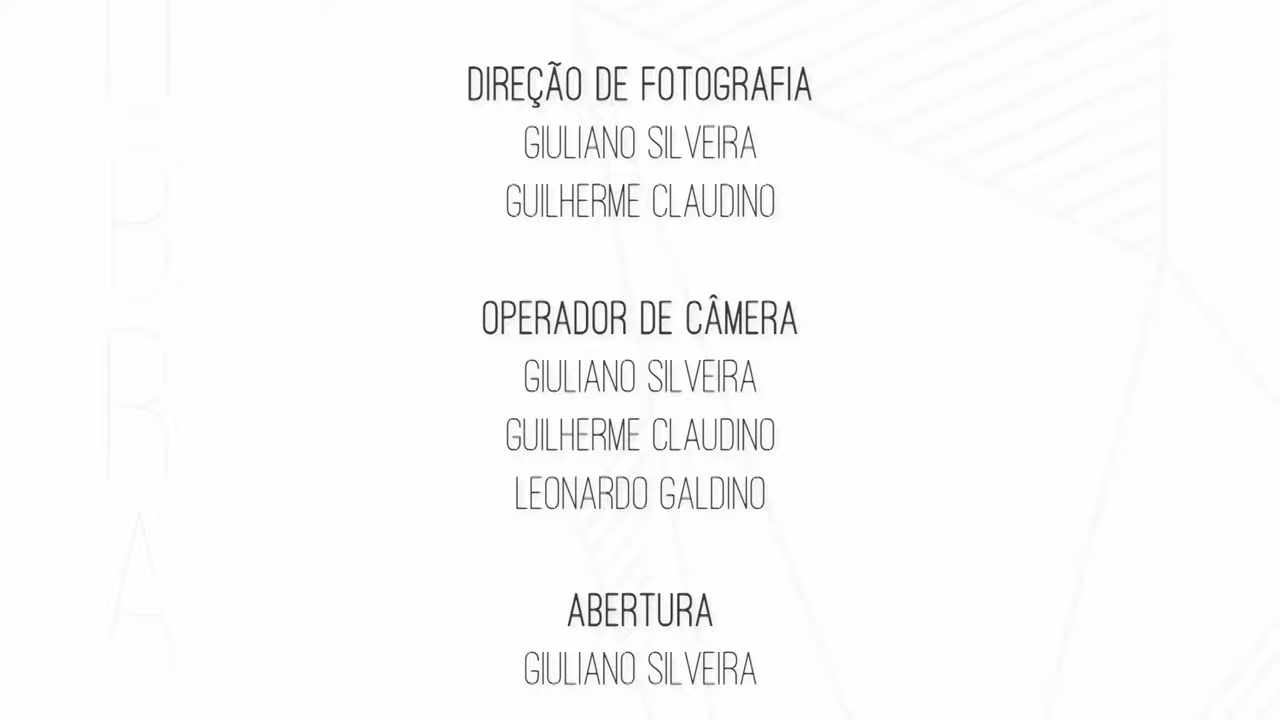 DIREÇÃO DE FOTOGRAFIA
GIULIANO SILVEIRA
GUILHERME CLAUDINO
OPERADOR DE CÂMERA
GIULIANO SILVEIRA
GUILHERME CLAUDINO
LEONARDO GALDINO
ABERTURA
GIULIANO SILVEIRA